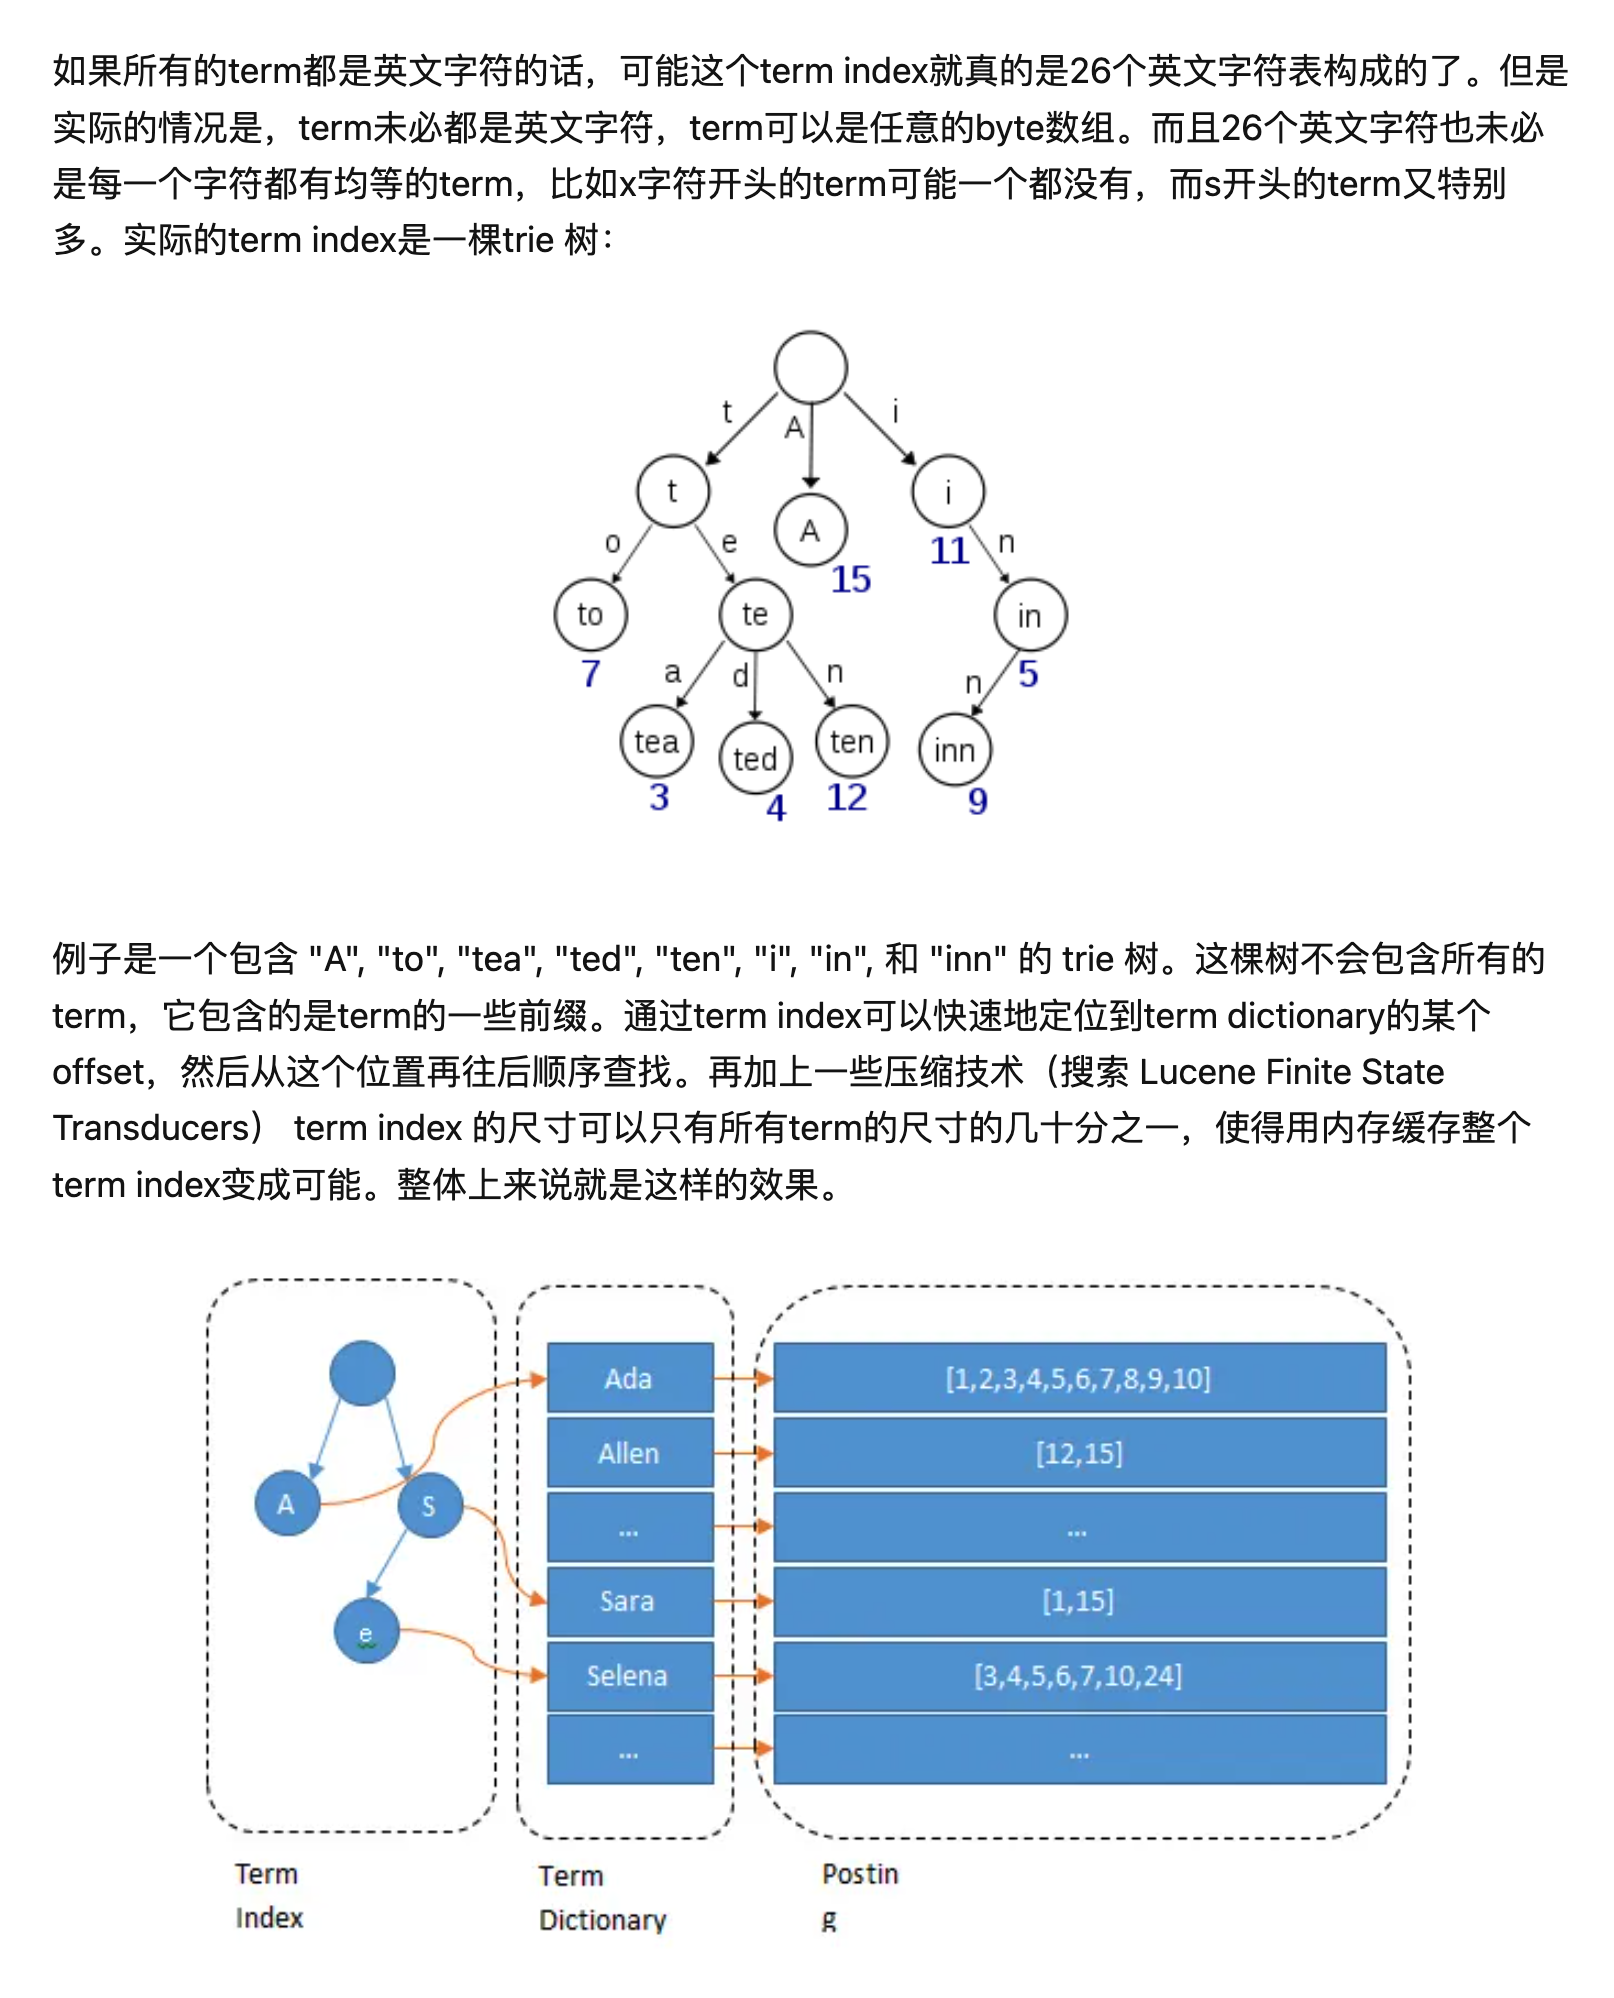 如果所有的term都是英文字符的话，可能这个term index就真的是26个英文字符表构成的了。但是
实际的情况是，term未必都是英文字符，term可以是任意的byte数组。而且26个英文字符也未必
是每一个字符都有均等的term，比如x字符开头的term可能一个都没有，而s开头的term又特别
多。实际的term index是一棵trie 树：
t
A
i
t
A
i
15
11
o
e
n
to
te
in
7
5
a
d
n
n
tea
ted
ten
inn
3
4
12
9
例子是一个包含 "A", "to", "tea", "ted", "ten", "i", "in", 和 "inn" 的 trie 树。这棵树不会包含所有的
term，它包含的是term的一些前缀。通过term index可以快速地定位到term dictionary的某个
offset，然后从这个位置再往后顺序查找。再加上一些压缩技术（搜索 Lucene Finite State
Transducers） term index 的尺寸可以只有所有term的尺寸的几十分之一，使得用内存缓存整个
term index变成可能。整体上来说就是这样的效果。
A
S
e
Ada
[1,2,3,4,5,6,7,8,9,10]
Allen
[12,15]
...
...
Sara
[1,15]
Selena
[3,4,5,6,7,10,24]
...
...
Term
Index
Term
Dictionary
Postin
g